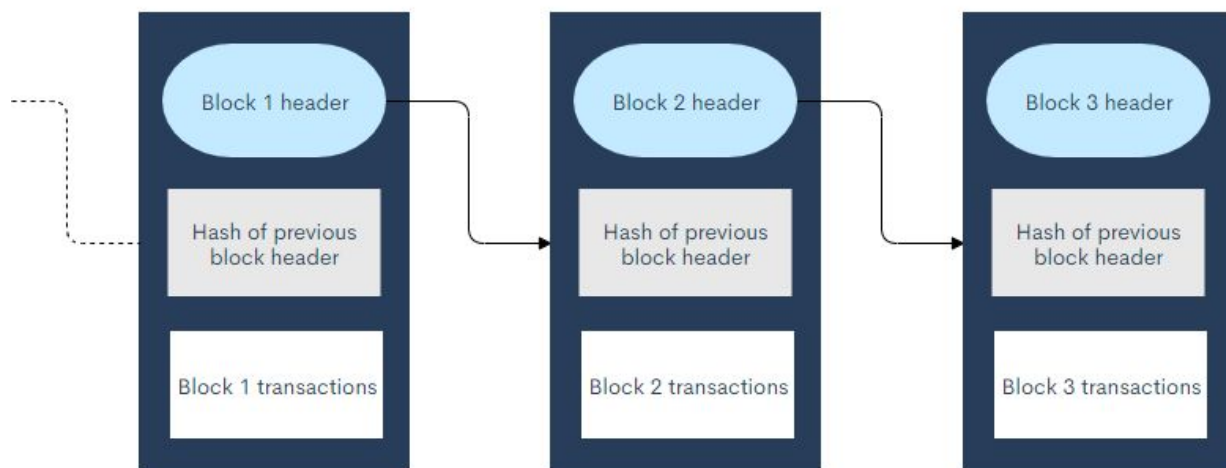 Block 1 header
Hash of previous
block header
Block 1 transactions
Block 2 header
Hash of previous
block header
Block 2 transactions
Block 3 header
Hash of previous
block header
Block 3 transactions